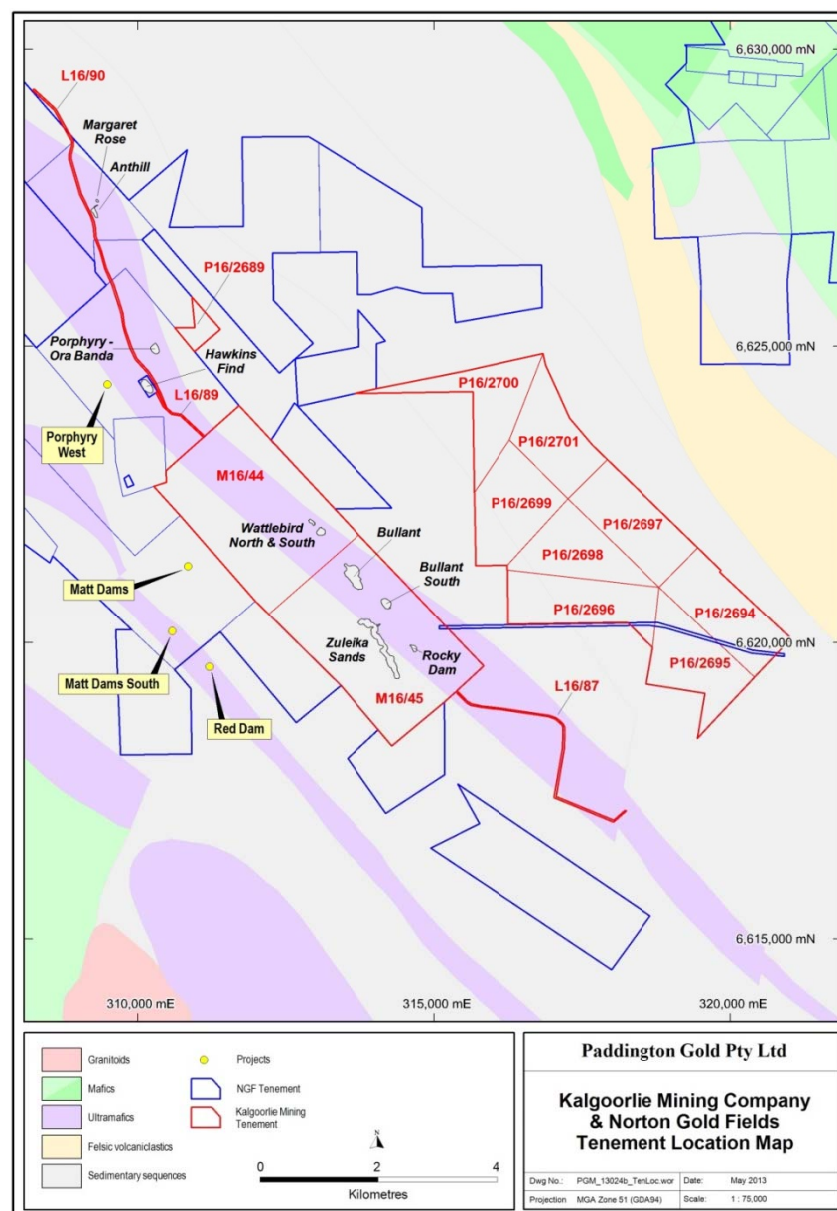 6,630,000 mN
L16/90
Margaret
Rose
Anthill
P16/2689
Porphyry -
Ora Banda
Hawkins
Find
6,625,000 mN
L16/89
Porphyry
West
P16/2700
P16/2701
M16/44
P16/2699
P16/2697
Wattlebird
North & South
Bullant
P16/2698
Bullant
South
Matt Dams
P16/2696
P16/2694
6,620,000 mN
Zuleika
Sands
Rocky
Dam
P16/2695
Matt Dams South
M16/45
L16/87
Red Dam
6,615,000 mN
310,000 mE
315,000 mE
320,000 mE
Granitoids
Mafics
Ultramafics
Felsic volcaniclastics
Sedimentary sequences
Projects
NGF Tenement
Kalgoorlie Mining
Tenement
N
0 2 4
Kilometres
Paddington Gold Pty Ltd
Kalgoorlie Mining Company
& Norton Gold Fields
Tenement Location Map
Dwg No.: PGM_13024b_TenLoc.wor Date: May 2013
Projection MGA Zone 51 (GDA94) Scale: 1 : 75,000